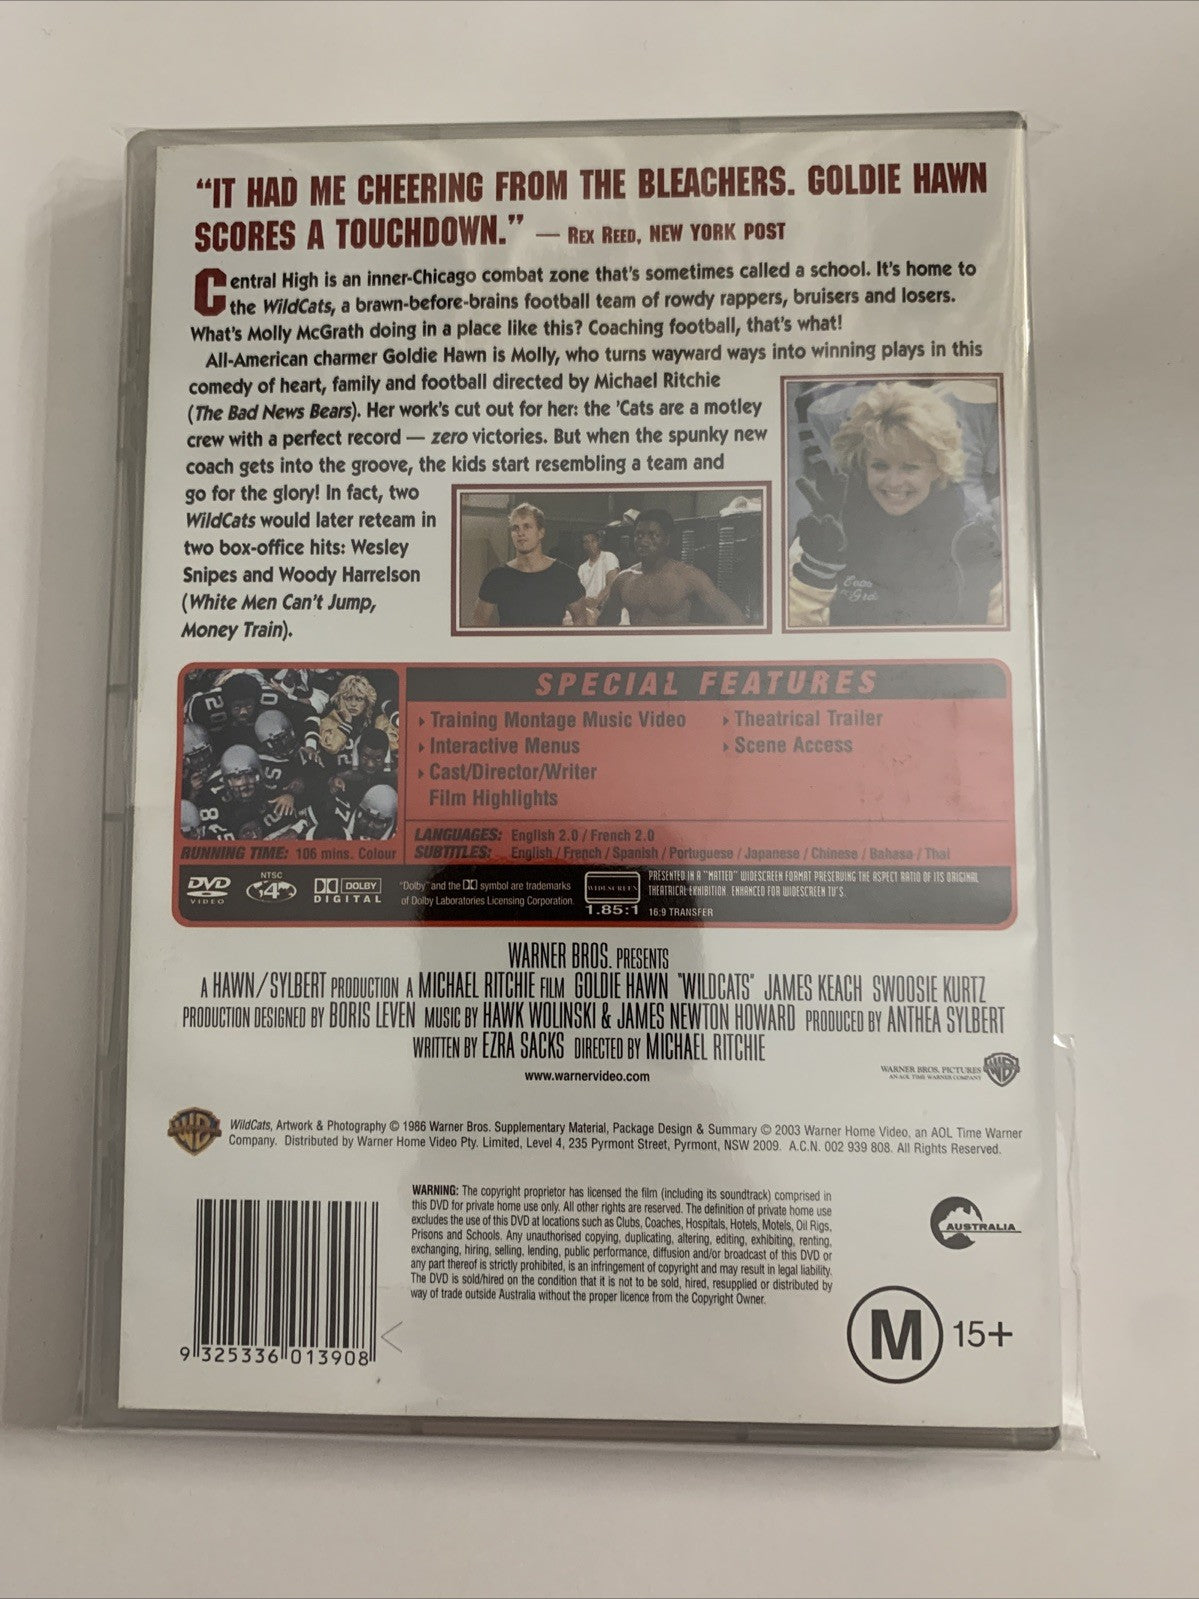 “IT HAD ME CHEERING FROM THE BLEACHERS. GOLDIE HAWN
SCORES A TOUCHDOWN.” — REX REED, NEW YORK POST
Central High is an inner-Chicago combat zone that's sometimes called a school. It's home to
the WildCats, a brawn-before-brains football team of rowdy rappers, bruisers and losers.
What's Molly McGrath doing in a place like this? Coaching football, that's what!
All-American charmer Goldie Hawn is Molly, who turns wayward ways into winning plays in this
comedy of heart, family and football directed by Michael Ritchie
(The Bad News Bears). Her work's cut out for her: the 'Cats are a motley
crew with a perfect record — zero victories. But when the spunky new
coach gets into the groove, the kids start resembling a team and
go for the glory! In fact, two
WildCats would later reteam in
two box-office hits: Wesley
Snipes and Woody Harrelson
(White Men Can't Jump,
Money Train).
SPECIAL FEATURES
Training Montage Music Video
Interactive Menus
Cast/Director/Writer
Film Highlights
Theatrical Trailer
Scene Access
RUNNING TIME: 106 mins. Colour
LANGUAGES: English 2.0 / French 2.0
SUBTITLES: English / French / Spanish / Portuguese / Japanese / Chinese / Bahasa / Thai
DVD VIDEO
NTSC
4
DOLBY
DIGITAL
"Dolby" and the DD symbol are trademarks
of Dolby Laboratories Licensing Corporation.
WIDESCREEN
1.85:1
PRESENTED IN A "MATTED" WIDESCREEN FORMAT PRESERVING THE ASPECT RATIO OF ITS ORIGINAL
THEATRICAL EXHIBITION. ENHANCED FOR WIDESCREEN TV'S.
16:9 TRANSFER
WARNER BROS. PRESENTS
A HAWN/SYLBERT PRODUCTION A MICHAEL RITCHIE FILM GOLDIE HAWN "WILDCATS" JAMES KEACH SWOOSIE KURTZ
PRODUCTION DESIGNED BY BORIS LEVEN MUSIC BY HAWK WOLINSKI & JAMES NEWTON HOWARD PRODUCED BY ANTHEA SYLBERT
WRITTEN BY EZRA SACKS DIRECTED BY MICHAEL RITCHIE
www.warnervideo.com
WARNER BROS. PICTURES
AN AOL TIME WARNER COMPANY
WildCats, Artwork & Photography © 1986 Warner Bros. Supplementary Material, Package Design & Summary © 2003 Warner Home Video, an AOL Time Warner
Company. Distributed by Warner Home Video Pty. Limited, Level 4, 235 Pyrmont Street, Pyrmont, NSW 2009. A.C.N. 002 939 808. All Rights Reserved.
WARNING: The copyright proprietor has licensed the film (including its soundtrack) comprised in
this DVD for private home use only. All other rights are reserved. The definition of private home use
excludes the use of this DVD at locations such as Clubs, Coaches, Hospitals, Hotels, Motels, Oil Rigs,
Prisons and Schools. Any unauthorised copying, duplicating, altering, editing, exhibiting, renting,
exchanging, hiring, selling, lending, public performance, diffusion and/or broadcast of this DVD or
any part thereof is strictly prohibited, is an infringement of copyright and may result in legal liability.
The DVD is sold/hired on the condition that it is not to be sold, hired, resupplied or distributed by
way of trade outside Australia without the proper licence from the Copyright Owner.
AUSTRALIA
M 15+
9 325336 013908